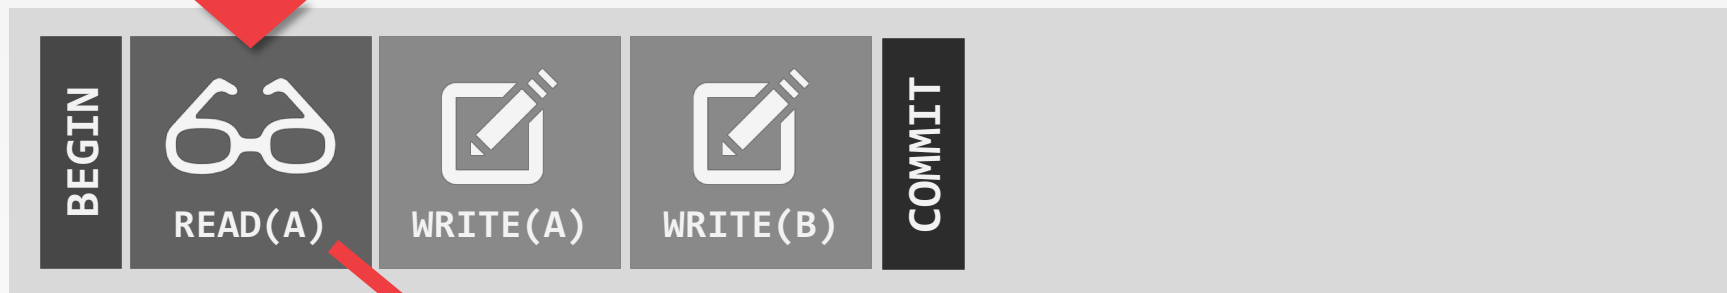 BEGIN
READ(A)
WRITE(A)
WRITE(B)
COMMIT